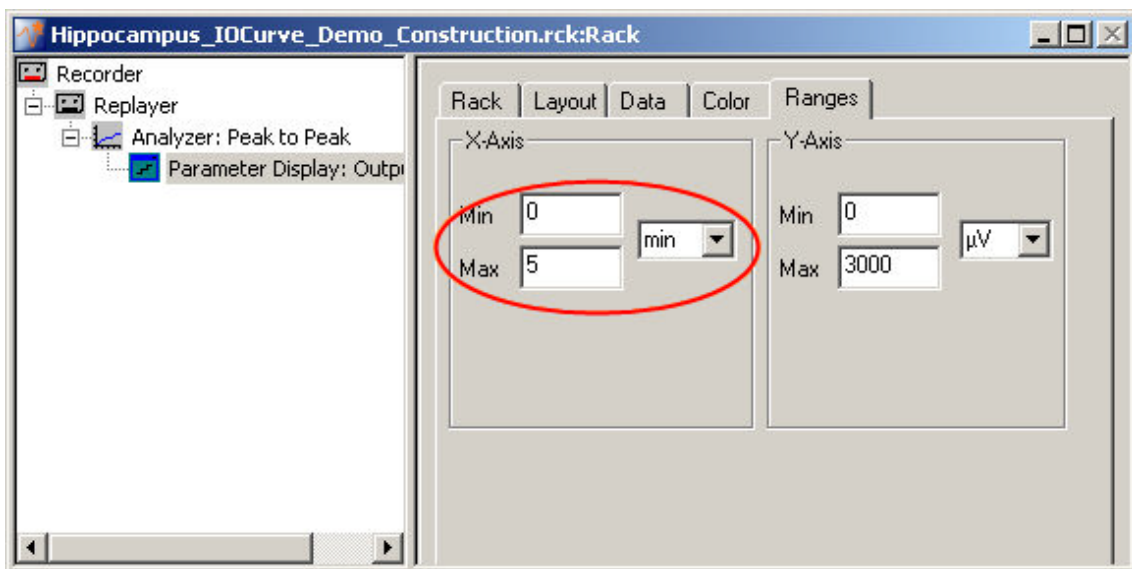 Hippocampus_IOCurve_Demo_Construction.rck:Rack
Recorder
Replayer
Analyzer: Peak to Peak
Parameter Display: Outp
Rack Layout Data Color Ranges
X-Axis
Min 0
min
Max 5
Y-Axis
Min 0
µV
Max 3000